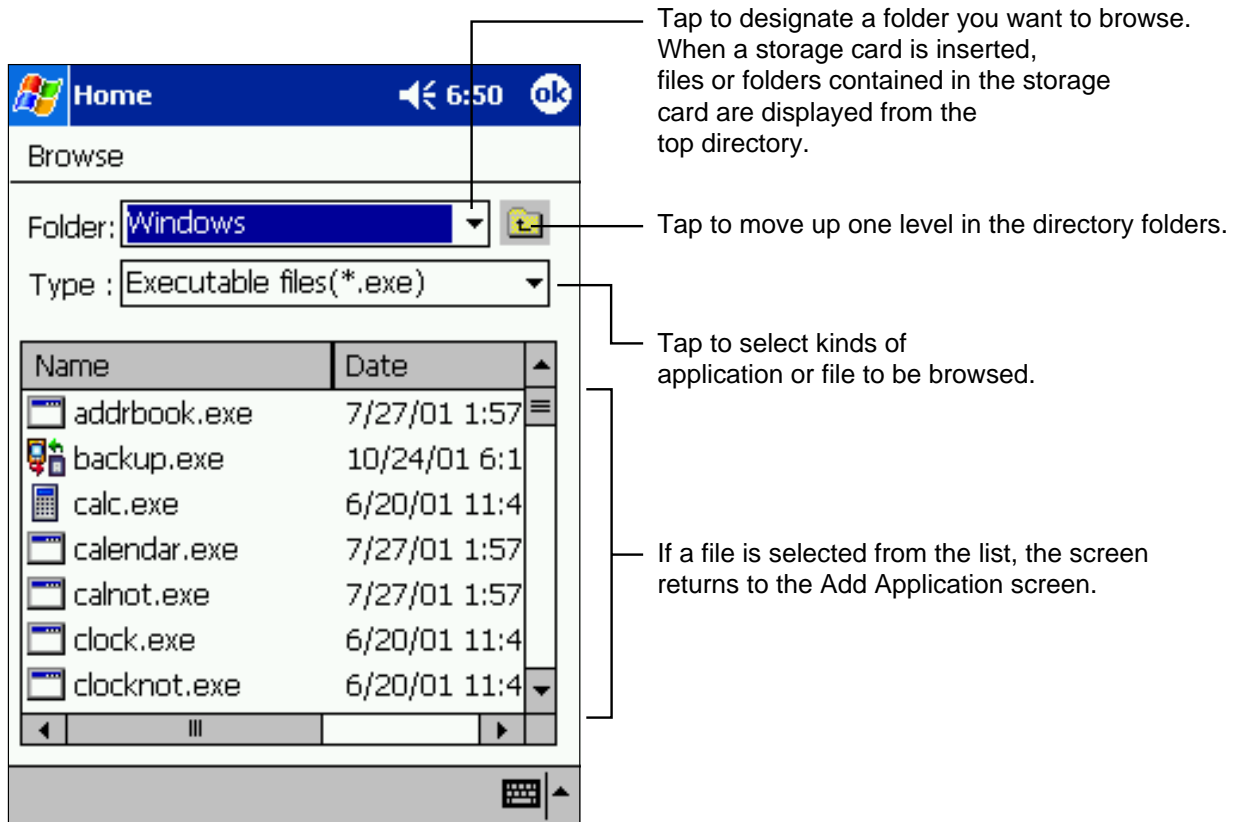 Tap to designate a folder you want to browse.
When a storage card is inserted,
files or folders contained in the storage
card are displayed from the
top directory.
Home 6:50 ok
Browse
Folder: Windows
Tap to move up one level in the directory folders.
Type : Executable files(*.exe)
Tap to select kinds of
application or file to be browsed.
Name Date
addrbook.exe 7/27/01 1:57
backup.exe 10/24/01 6:1
calc.exe 6/20/01 11:4
calendar.exe 7/27/01 1:57
calnot.exe 7/27/01 1:57
clock.exe 6/20/01 11:4
clocknot.exe 6/20/01 11:4
If a file is selected from the list, the screen
returns to the Add Application screen.